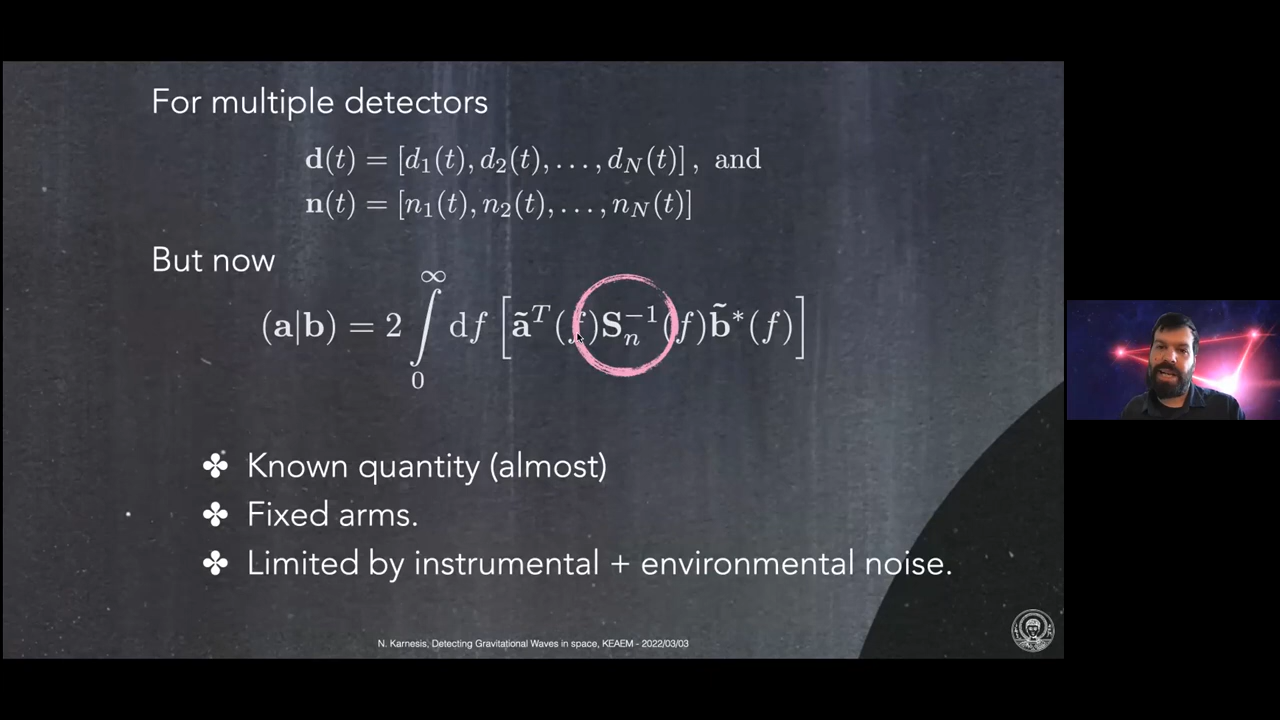 For multiple detectors
d(t) = [d₁(t), d₂(t), . . . , d_N(t)] , and
n(t) = [n₁(t), n₂(t), . . . , n_N(t)]
But now
(a|b) = 2 ∫₀^∞ df [ã^T(f)S_n^{-1}(f)b̃*(f)]
✤ Known quantity (almost)
✤ Fixed arms.
✤ Limited by instrumental + environmental noise.
N. Karnesis, Detecting Gravitational Waves in space, KEAEM - 2022/03/03